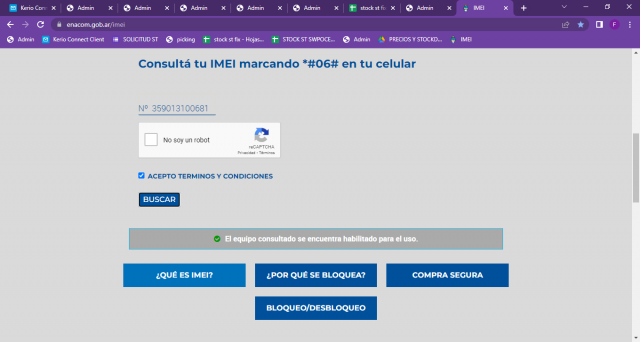 Kerio Conn
Admin
Admin
Admin
Admin
Admin
stock st fi
Admin
IMEI
enacom.gob.ar/imei
F
Admin
Kerio Connect Client
SOLICITUD ST
picking
stock st fix - Hojas...
STOCK ST SWPOCE...
Admin
PRECIOS Y STOCKD...
IMEI
Consultá tu IMEI marcando *#06# en tu celular
Nº 359013100681
No soy un robot
reCAPTCHA
Privacidad - Términos
ACEPTO TERMINOS Y CONDICIONES
BUSCAR
El equipo consultado se encuentra habilitado para el uso.
¿QUÉ ES IMEI?
¿POR QUÉ SE BLOQUEA?
COMPRA SEGURA
BLOQUEO/DESBLOQUEO